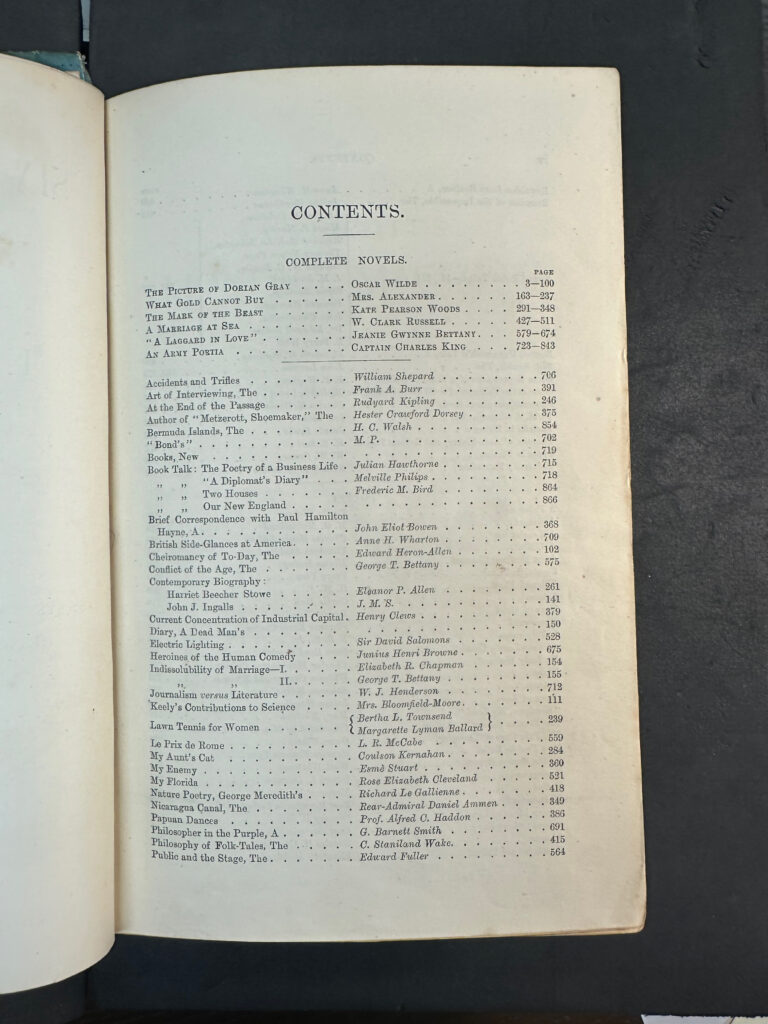 CONTENTS.
COMPLETE NOVELS.
PAGE
THE PICTURE OF DORIAN GRAY . . . . OSCAR WILDE . . . . . . . . 3—100
WHAT GOLD CANNOT BUY . . . . . MRS. ALEXANDER . . . . . . . 163—237
THE MARK OF THE BEAST . . . . . KATE PEARSON WOODS . . . . 291—348
A MARRIAGE AT SEA . . . . . . . W. CLARK RUSSELL . . . . . 427—511
"A LAGGARD IN LOVE" . . . . . . JEANIE GWYNNE BETTANY . . . 579—674
AN ARMY PORTIA . . . . . . . . CAPTAIN CHARLES KING . . . 723—843
Accidents and Trifles . . . . . . . William Shepard . . . . . . . . 706
Art of Interviewing, The . . . . . . Frank A. Burr . . . . . . . . 391
At the End of the Passage . . . . . Rudyard Kipling . . . . . . . . 246
Author of "Metzerott, Shoemaker," The . Hester Crawford Dorsey . . . . . . 375
Bermuda Islands, The . . . . . . . H. C. Walsh . . . . . . . . . 854
"Bond's" . . . . . . . . . . M. P. . . . . . . . . . . 702
Books, New . . . . . . . . . . . . . . . . . . . . 719
Book Talk: The Poetry of a Business Life . Julian Hawthorne . . . . . . . . 715
„ „ "A Diplomat's Diary" . . . Melville Philips . . . . . . . . 718
„ „ Two Houses . . . . . . . Frederic M. Bird . . . . . . . . 864
„ „ Our New England . . . . . . . . . . . . . . . . 866
Brief Correspondence with Paul Hamilton
Hayne, A . . . . . . . . . . John Eliot Bowen . . . . . . . . 368
British Side-Glances at America . . . . Anne H. Wharton . . . . . . . . 709
Cheiromancy of To-Day, The . . . . . Edward Heron-Allen . . . . . . . 102
Conflict of the Age, The . . . . . . George T. Bettany . . . . . . . . 575
Contemporary Biography:
Harriet Beecher Stowe . . . . . . Eleanor P. Allen . . . . . . . . 261
John J. Ingalls . . . . . . . . J. M. S. . . . . . . . . . . 141
Current Concentration of Industrial Capital . Henry Clews . . . . . . . . . 379
Diary, A Dead Man's . . . . . . . . . . . . . . . . . 150
Electric Lighting . . . . . . . . . Sir David Salomons . . . . . . . 528
Heroines of the Human Comedy . . . . Junius Henri Browne . . . . . . . 675
Indissolubility of Marriage—I. . . . . . Elizabeth R. Chapman . . . . . . 154
„ „ II. . . . . . George T. Bettany . . . . . . . . 155
Journalism versus Literature . . . . . W. J. Henderson . . . . . . . . 712
Keely's Contributions to Science . . . . Mrs. Bloomfield-Moore . . . . . . . 111
Lawn Tennis for Women . . . . . . { Bertha L. Townsend
Margarette Lyman Ballard } . . . . . 239
Le Prix de Rome . . . . . . . . . L. R. McCabe . . . . . . . . 559
My Aunt's Cat . . . . . . . . . Coulson Kernahan . . . . . . . . 284
My Enemy . . . . . . . . . . Esmè Stuart . . . . . . . . . 360
My Florida . . . . . . . . . . Rose Elizabeth Cleveland . . . . . . 521
Nature Poetry, George Meredith's . . . . Richard Le Gallienne . . . . . . . 418
Nicaragua Canal, The . . . . . . . Rear-Admiral Daniel Ammen . . . . 349
Papuan Dances . . . . . . . . . Prof. Alfred C. Haddon . . . . . . 386
Philosopher in the Purple, A . . . . . . G. Barnett Smith . . . . . . . . 691
Philosophy of Folk-Tales, The . . . . . C. Staniland Wake. . . . . . . . 415
Public and the Stage, The . . . . . . Edward Fuller . . . . . . . . 564